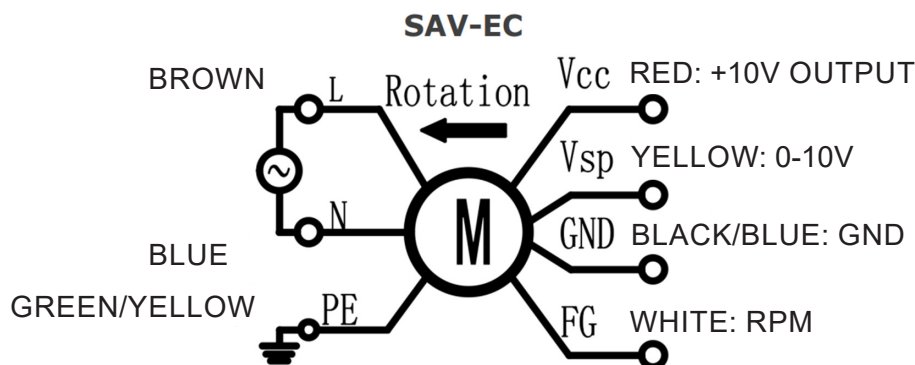 SAV-EC
BROWN L Rotation Vcc RED: +10V OUTPUT
Vsp YELLOW: 0-10V
N M GND BLACK/BLUE: GND
BLUE
GREEN/YELLOW PE FG WHITE: RPM